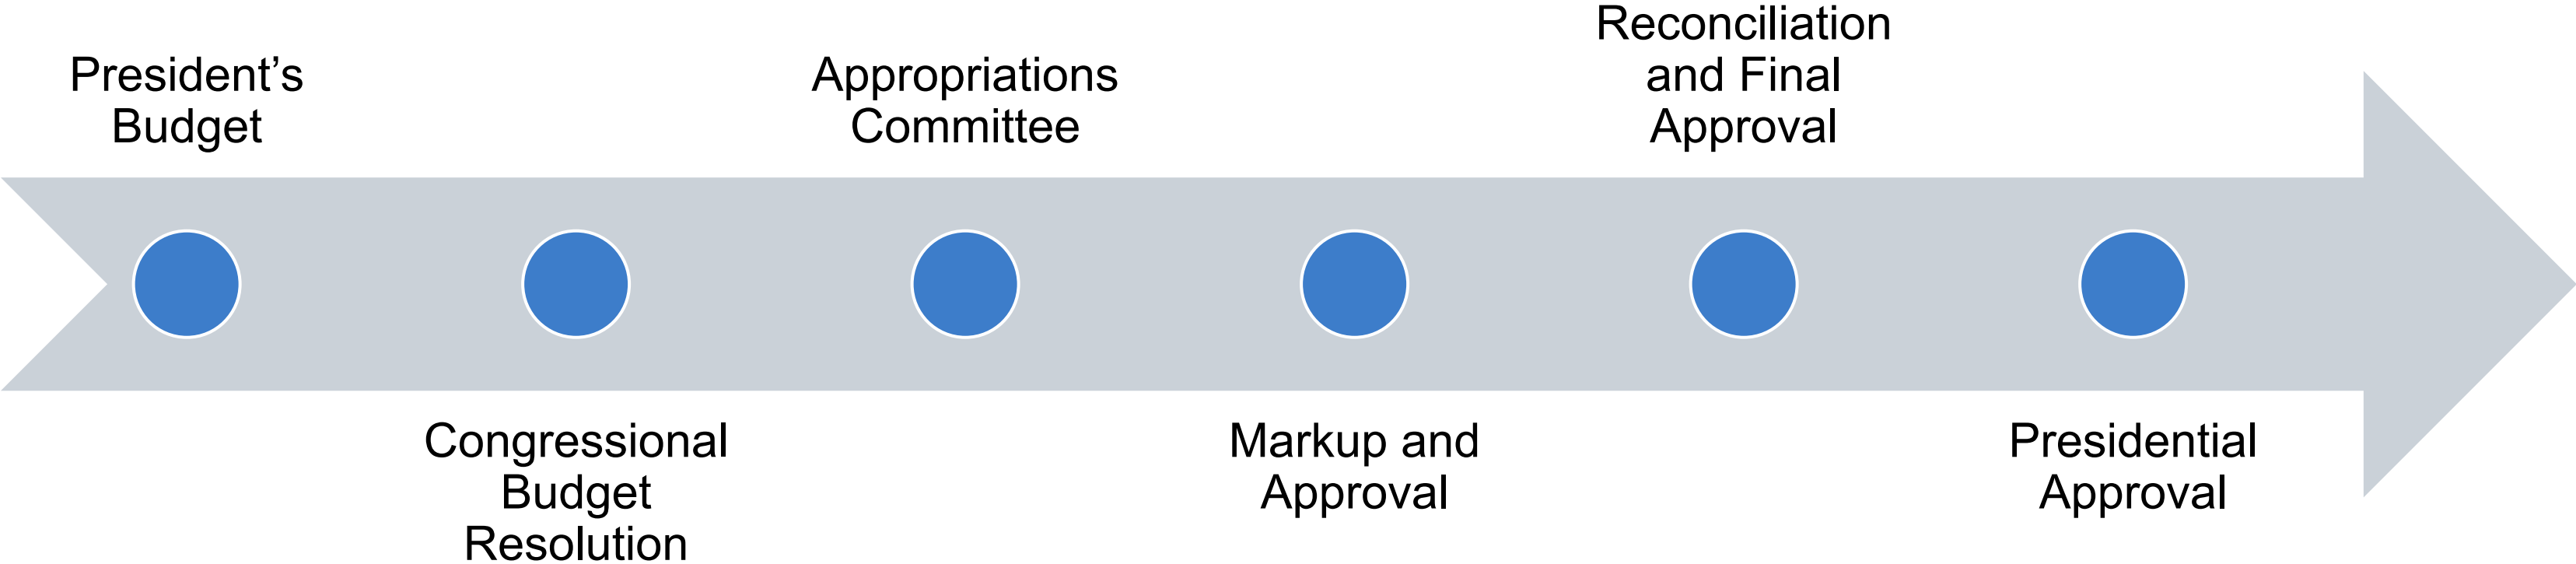 President’s
Budget
Congressional
Budget
Resolution
Appropriations
Committee
Markup and
Approval
Reconciliation
and Final
Approval
Presidential
Approval